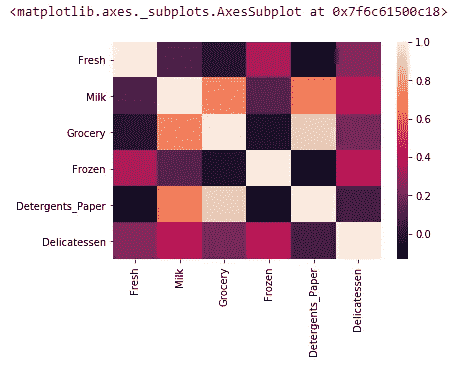 <matplotlib.axes._subplots.AxesSubplot at 0x7f6c61500c18>
Fresh
Milk
Grocery
Frozen
Detergents_Paper
Delicatessen
1.0
0.8
0.6
0.4
0.2
0.0
Fresh
Milk
Grocery
Frozen
Detergents_Paper
Delicatessen